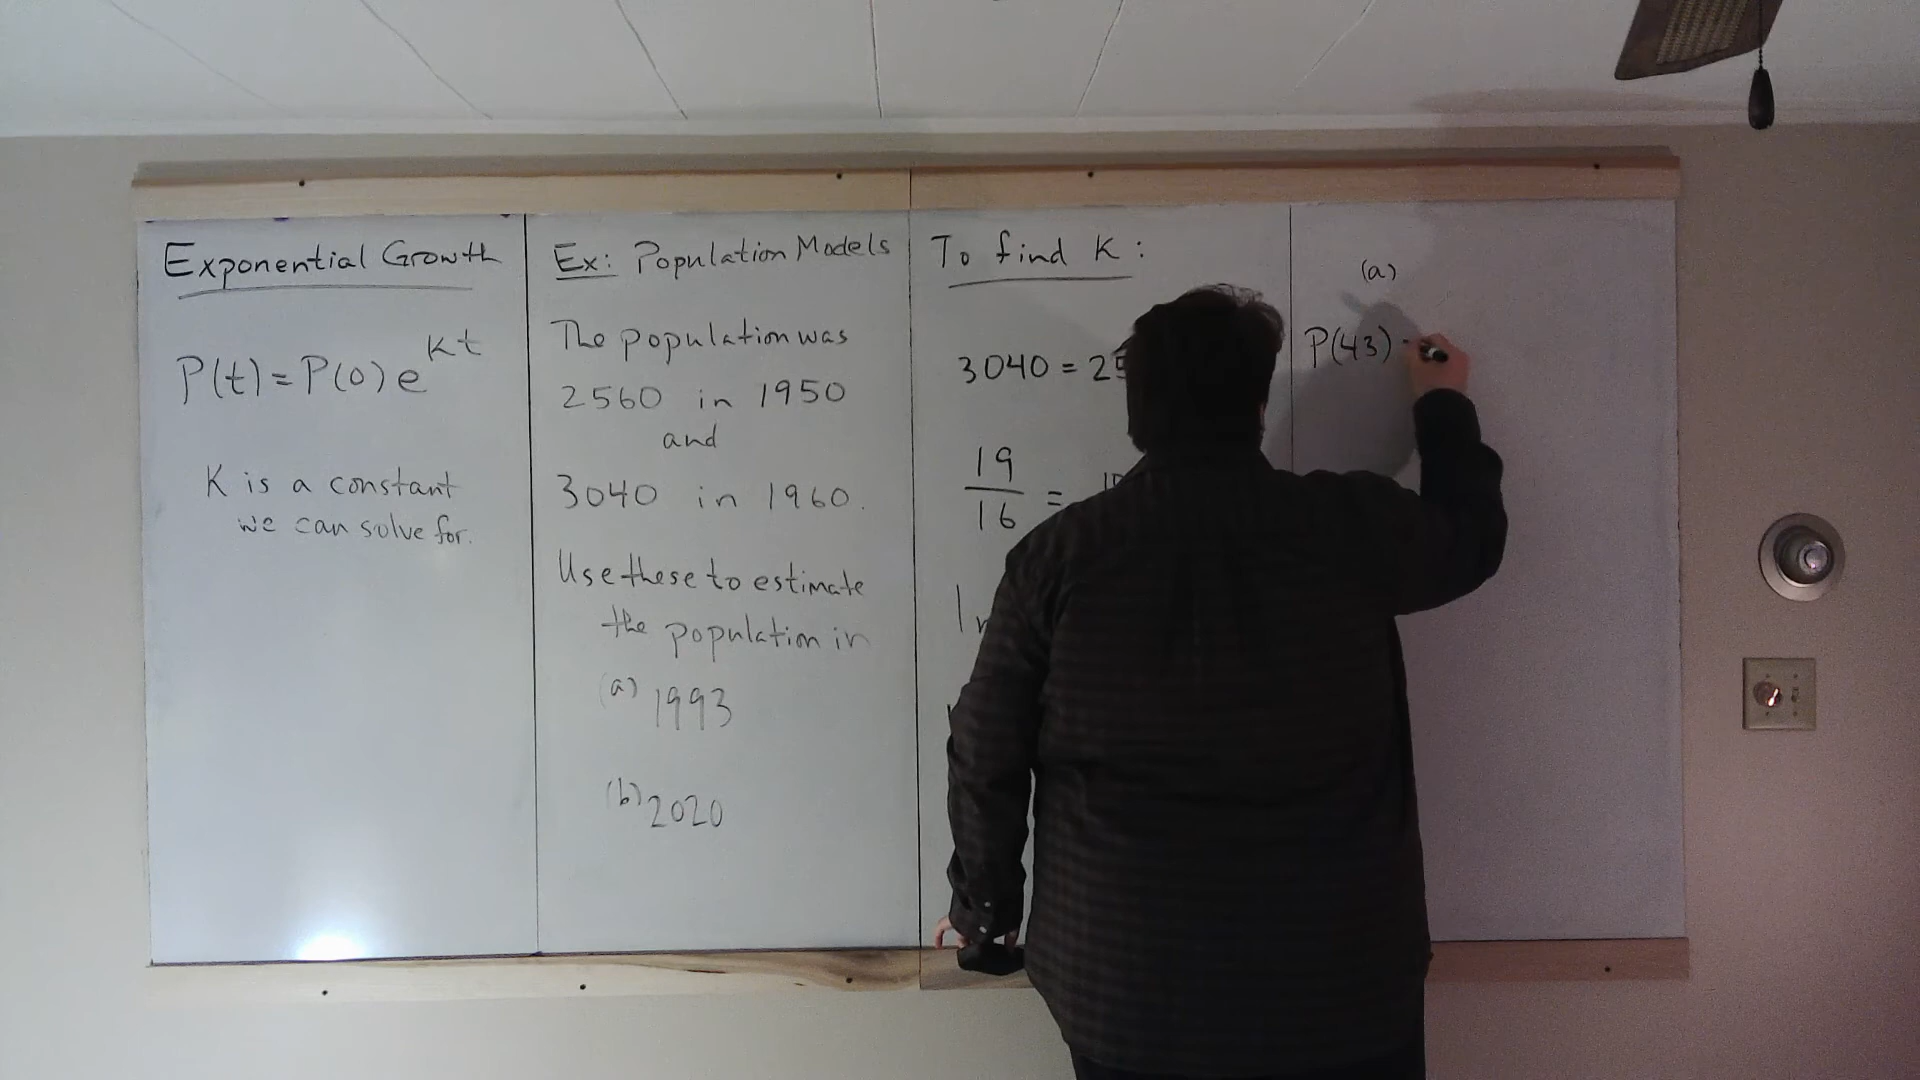 Exponential Growth
P(t) = P(0) e^{Kt}
K is a constant
we can solve for.
Ex: Population Models
The population was
2560 in 1950
and
3040 in 1960.
Use these to estimate
the population in
(a) 1993
(b) 2020
To find K:
3040 = 25
19/16 =
(a)
P(43)